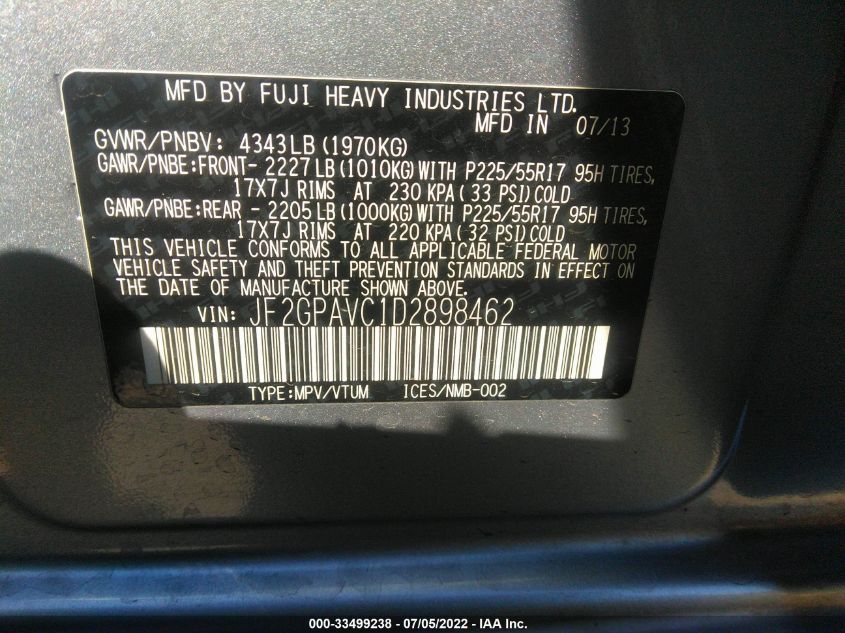 MFD BY FUJI HEAVY INDUSTRIES LTD.
MFD IN 07/13
GVWR/PNBV: 4343LB (1970KG)
GAWR/PNBE:FRONT- 2227LB (1010KG) WITH P225/55R17 95H TIRES,
17X7J RIMS AT 230 KPA (33 PSI) COLD
GAWR/PNBE:REAR - 2205LB (1000KG) WITH P225/55R17 95H TIRES,
17X7J RIMS AT 220 KPA (32 PSI) COLD
THIS VEHICLE CONFORMS TO ALL APPLICABLE FEDERAL MOTOR
VEHICLE SAFETY AND THEFT PREVENTION STANDARDS IN EFFECT ON
THE DATE OF MANUFACTURE SHOWN ABOVE.
VIN: JF2GPAVC1D2898462
TYPE:MPV/VTUM ICES/NMB-002
000-33499238 - 07/05/2022 - IAA Inc.